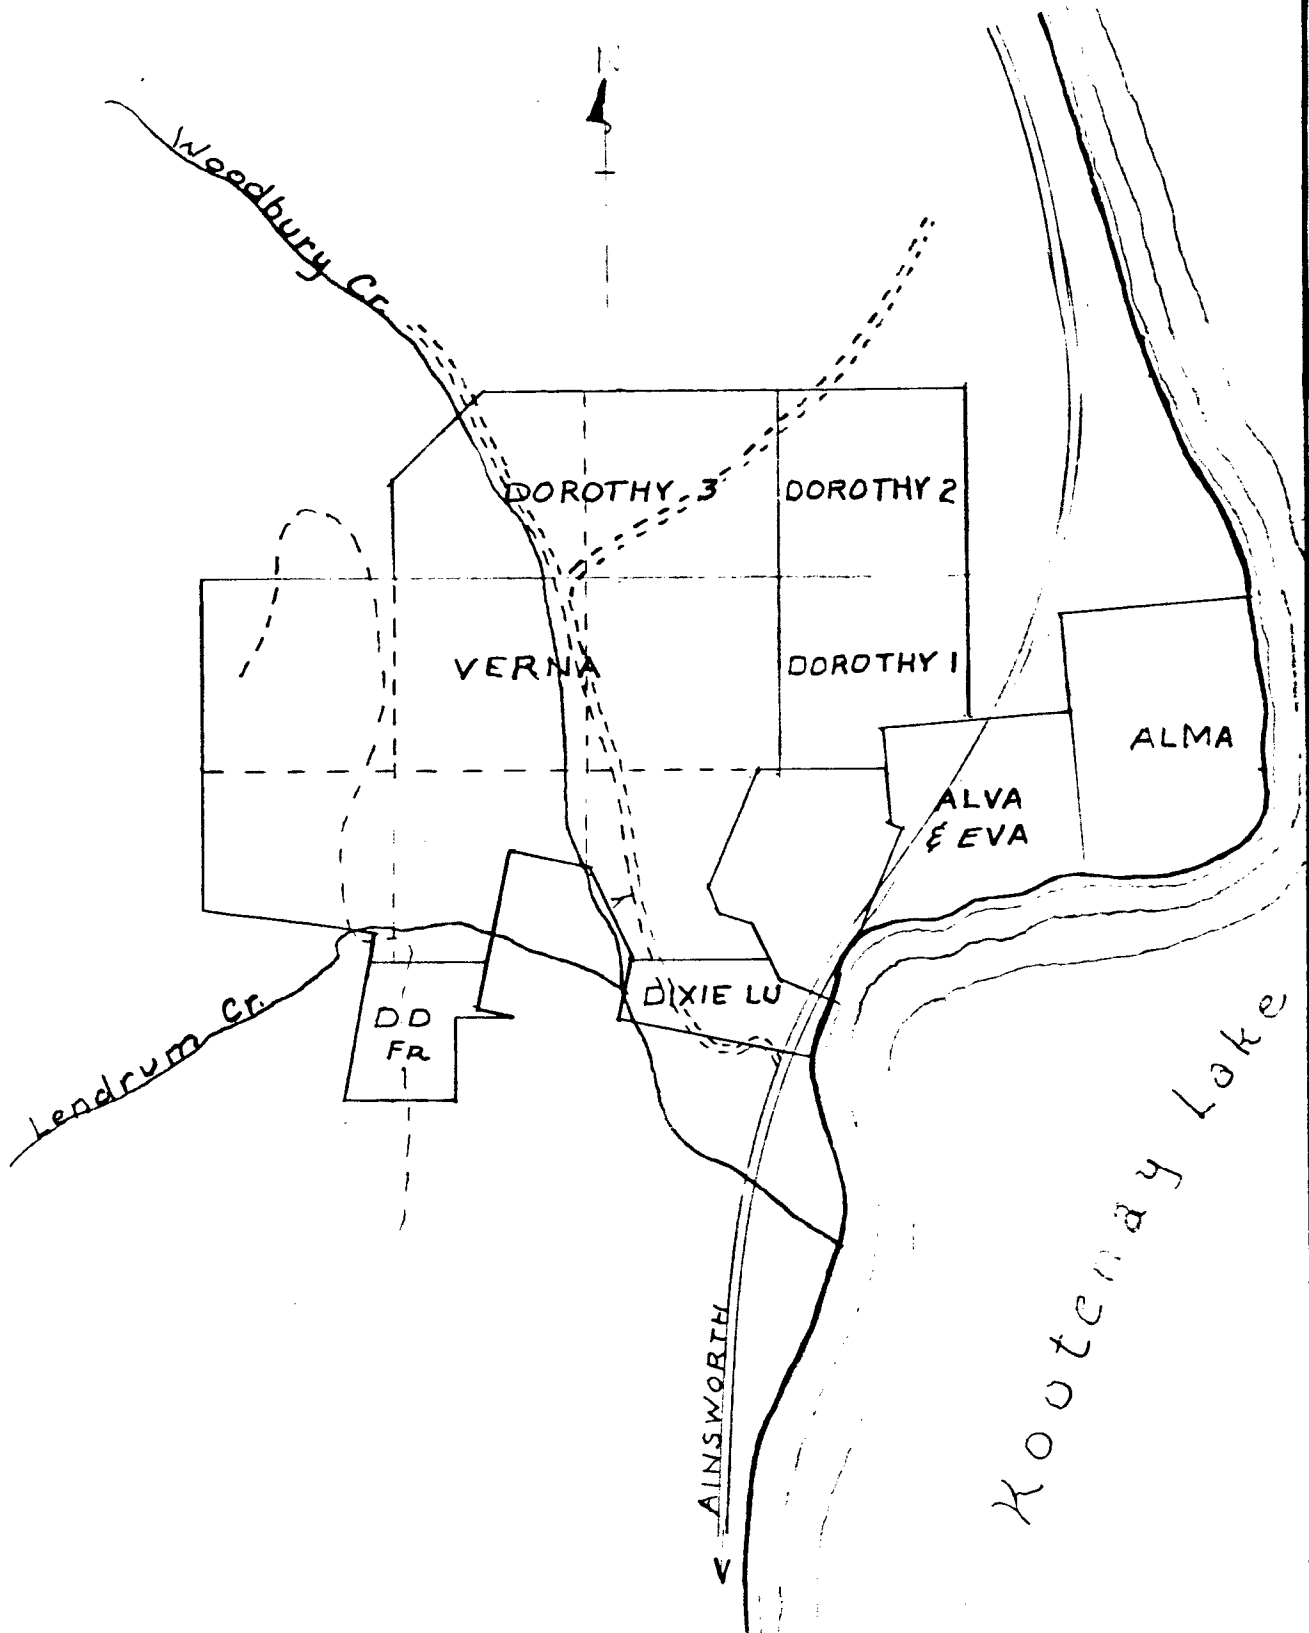 N
Woodbury Cr.
DOROTHY 3
DOROTHY 2
VERNA
DOROTHY 1
ALMA
ALVA
& EVA
DIXIE LU
DD
FR
Lendrum Cr.
Kootenay Lake
AINSWORTH